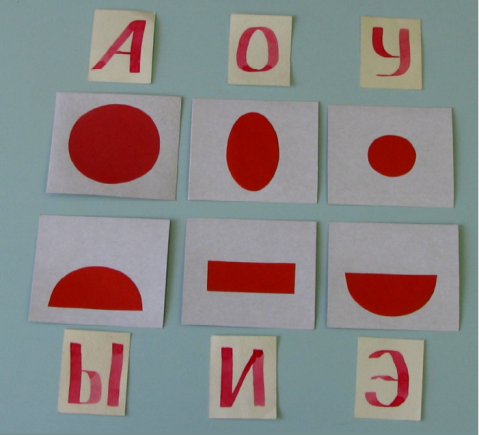 А О У
Ы И Э